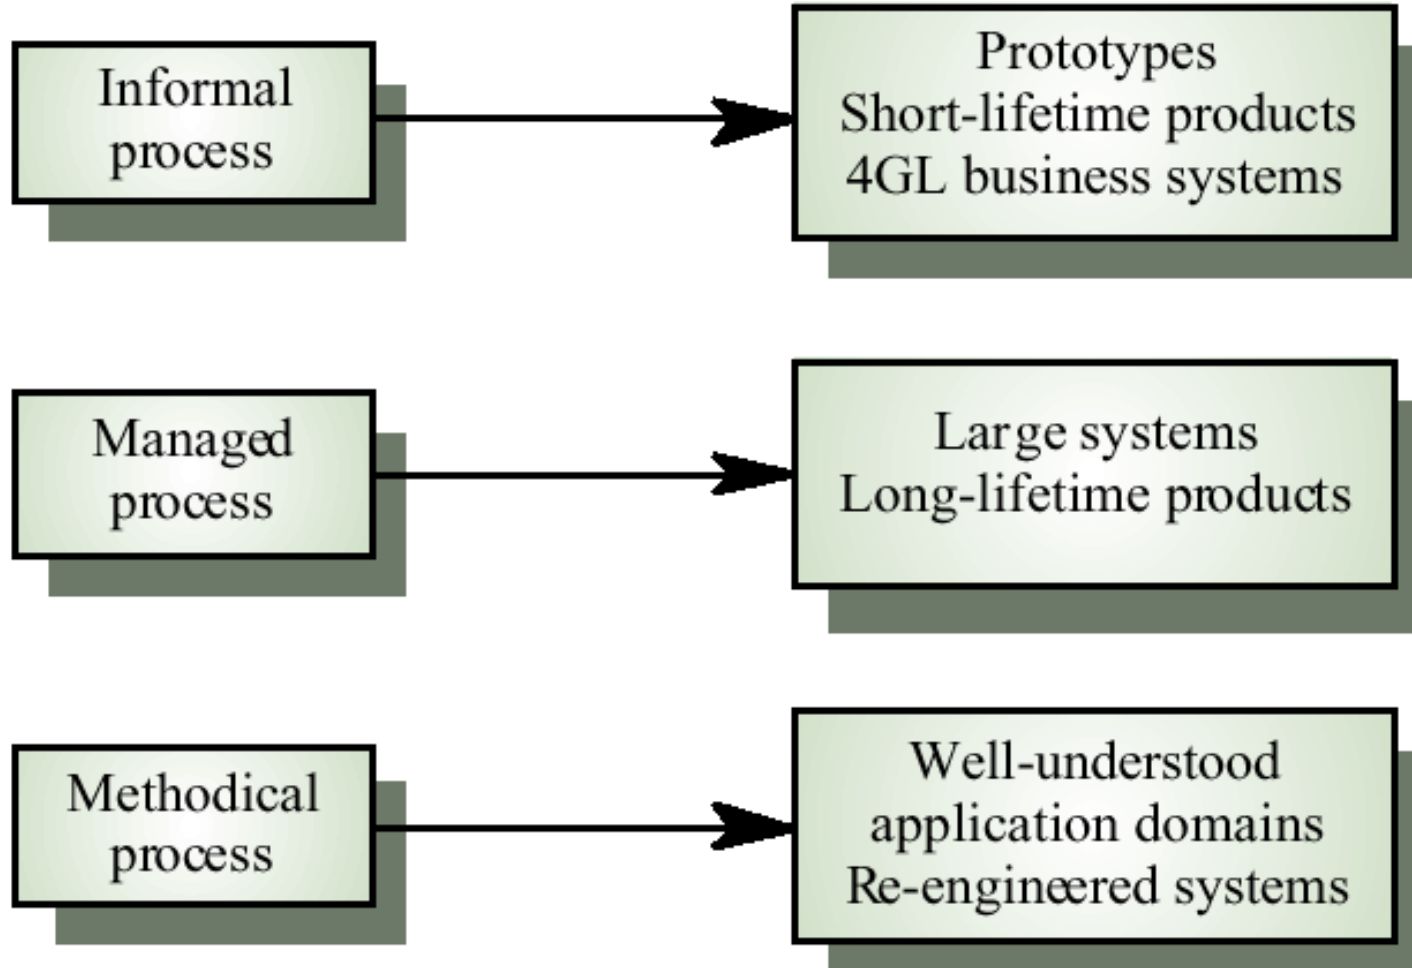 Informal
process
Prototypes
Short-lifetime products
4GL business systems
Managed
process
Large systems
Long-lifetime products
Methodical
process
Well-understood
application domains
Re-engineered systems